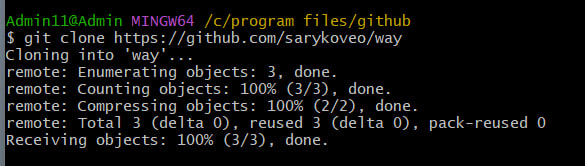 Admin11@Admin MINGW64 /c/program files/github
$ git clone https://github.com/sarykoveo/way
Cloning into 'way'...
remote: Enumerating objects: 3, done.
remote: Counting objects: 100% (3/3), done.
remote: Compressing objects: 100% (2/2), done.
remote: Total 3 (delta 0), reused 3 (delta 0), pack-reused 0
Receiving objects: 100% (3/3), done.